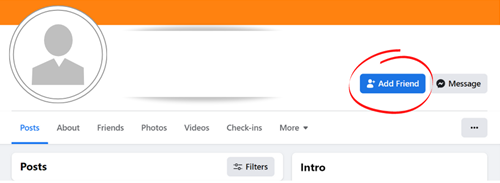 Add Friend Message
Posts About Friends Photos Videos Check-ins More
Posts Filters Intro